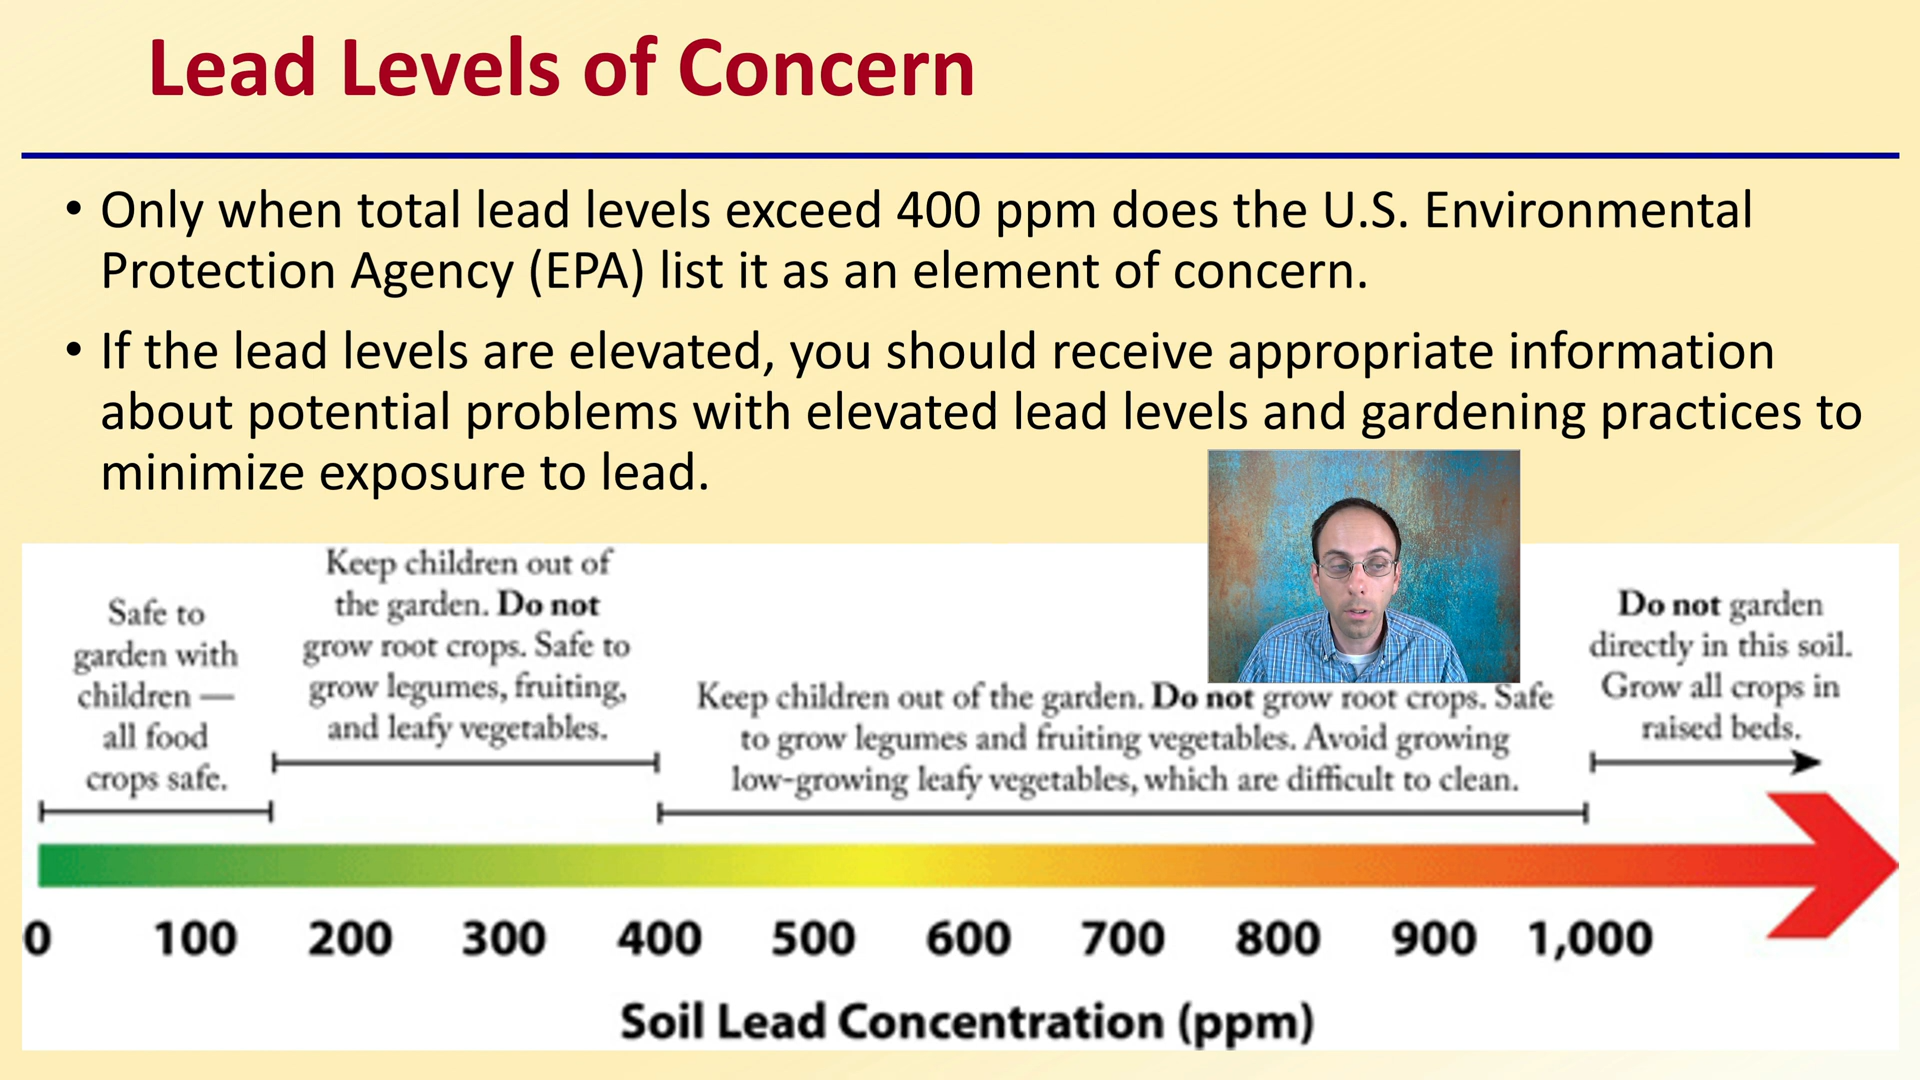 Lead Levels of Concern
• Only when total lead levels exceed 400 ppm does the U.S. Environmental
Protection Agency (EPA) list it as an element of concern.
• If the lead levels are elevated, you should receive appropriate information
about potential problems with elevated lead levels and gardening practices to
minimize exposure to lead.
Safe to
garden with
children —
all food
crops safe.
Keep children out of
the garden. Do not
grow root crops. Safe to
grow legumes, fruiting,
and leafy vegetables.
Keep children out of the garden. Do not grow root crops. Safe
to grow legumes and fruiting vegetables. Avoid growing
low-growing leafy vegetables, which are difficult to clean.
Do not garden
directly in this soil.
Grow all crops in
raised beds.
0 100 200 300 400 500 600 700 800 900 1,000
Soil Lead Concentration (ppm)